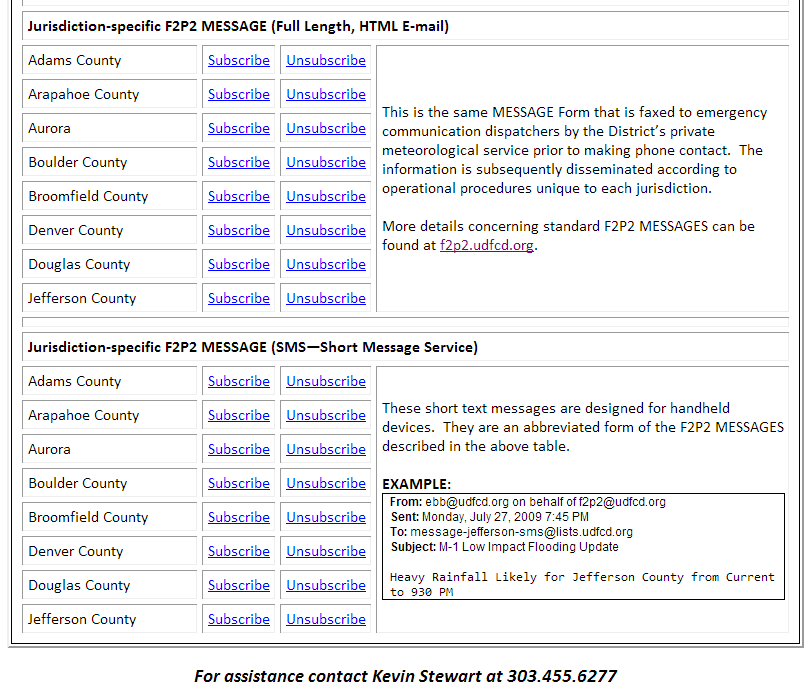 Jurisdiction-specific F2P2 MESSAGE (Full Length, HTML E-mail)
Adams County Subscribe Unsubscribe
Arapahoe County Subscribe Unsubscribe
Aurora Subscribe Unsubscribe
Boulder County Subscribe Unsubscribe
Broomfield County Subscribe Unsubscribe
Denver County Subscribe Unsubscribe
Douglas County Subscribe Unsubscribe
Jefferson County Subscribe Unsubscribe
This is the same MESSAGE Form that is faxed to emergency
communication dispatchers by the District’s private
meteorological service prior to making phone contact. The
information is subsequently disseminated according to
operational procedures unique to each jurisdiction.
More details concerning standard F2P2 MESSAGES can be
found at f2p2.udfcd.org.
Jurisdiction-specific F2P2 MESSAGE (SMS—Short Message Service)
Adams County Subscribe Unsubscribe
Arapahoe County Subscribe Unsubscribe
Aurora Subscribe Unsubscribe
Boulder County Subscribe Unsubscribe
Broomfield County Subscribe Unsubscribe
Denver County Subscribe Unsubscribe
Douglas County Subscribe Unsubscribe
Jefferson County Subscribe Unsubscribe
These short text messages are designed for handheld
devices. They are an abbreviated form of the F2P2 MESSAGES
described in the above table.
EXAMPLE:
From: ebb@udfcd.org on behalf of f2p2@udfcd.org
Sent: Monday, July 27, 2009 7:45 PM
To: message-jefferson-sms@lists.udfcd.org
Subject: M-1 Low Impact Flooding Update
Heavy Rainfall Likely for Jefferson County from Current
to 930 PM
For assistance contact Kevin Stewart at 303.455.6277